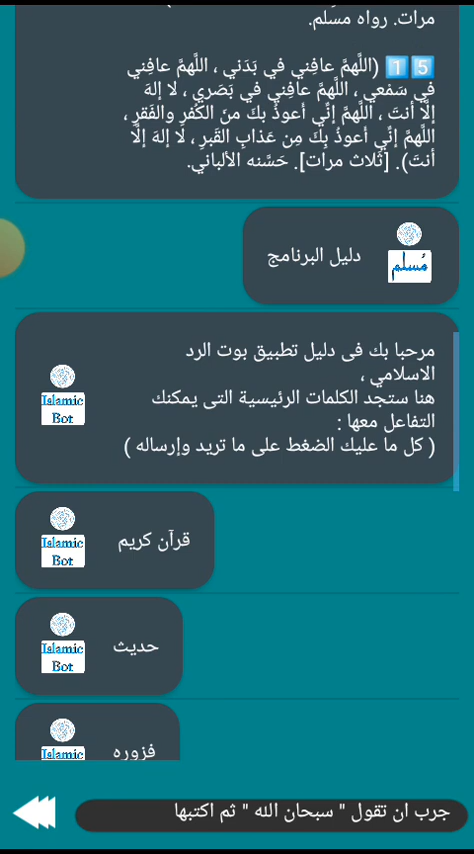 مرات. رواه مسلم.
15 (اللَّهمَّ عافِني في بَدَني ، اللَّهمَّ عافِني
في سَمْعي ، اللَّهمَّ عافِني في بَصَري ، لا إلهَ
إلَّا أنتَ ، اللَّهمَّ إنِّي أعوذُ بكَ منَ الكُفرِ والفَقرِ ،
اللَّهمَّ إنِّي أعوذُ بِكَ مِن عَذابِ القَبرِ ، لا إلهَ إلَّا
أنتَ). [ثلاث مرات]. حَسَّنه الألباني.
دليل البرنامج
مُسلم
مرحبا بك فى دليل تطبيق بوت الرد
الاسلامي ،
هنا ستجد الكلمات الرئيسية التى يمكنك
التفاعل معها :
( كل ما عليك الضغط على ما تريد وإرساله )
Islamic
Bot
قرآن كريم
Islamic
Bot
حديث
Islamic
Bot
فزوره
Islamic
جرب ان تقول " سبحان الله " ثم اكتبها